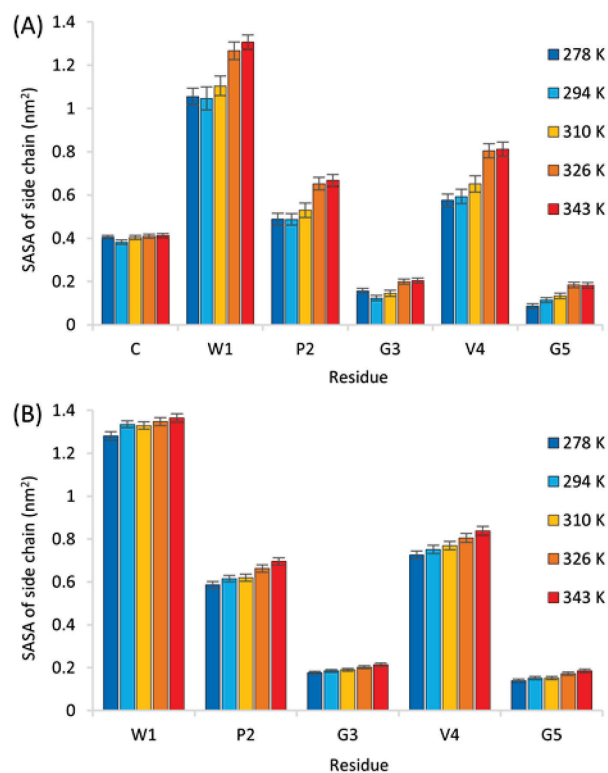 (A)
SASA of side chain (nm²)
1.4
1.2
1
0.8
0.6
0.4
0.2
0
278 K
294 K
310 K
326 K
343 K
C W1 P2 G3 V4 G5
Residue
(B)
SASA of side chain (nm²)
1.4
1.2
1
0.8
0.6
0.4
0.2
0
278 K
294 K
310 K
326 K
343 K
W1 P2 G3 V4 G5
Residue